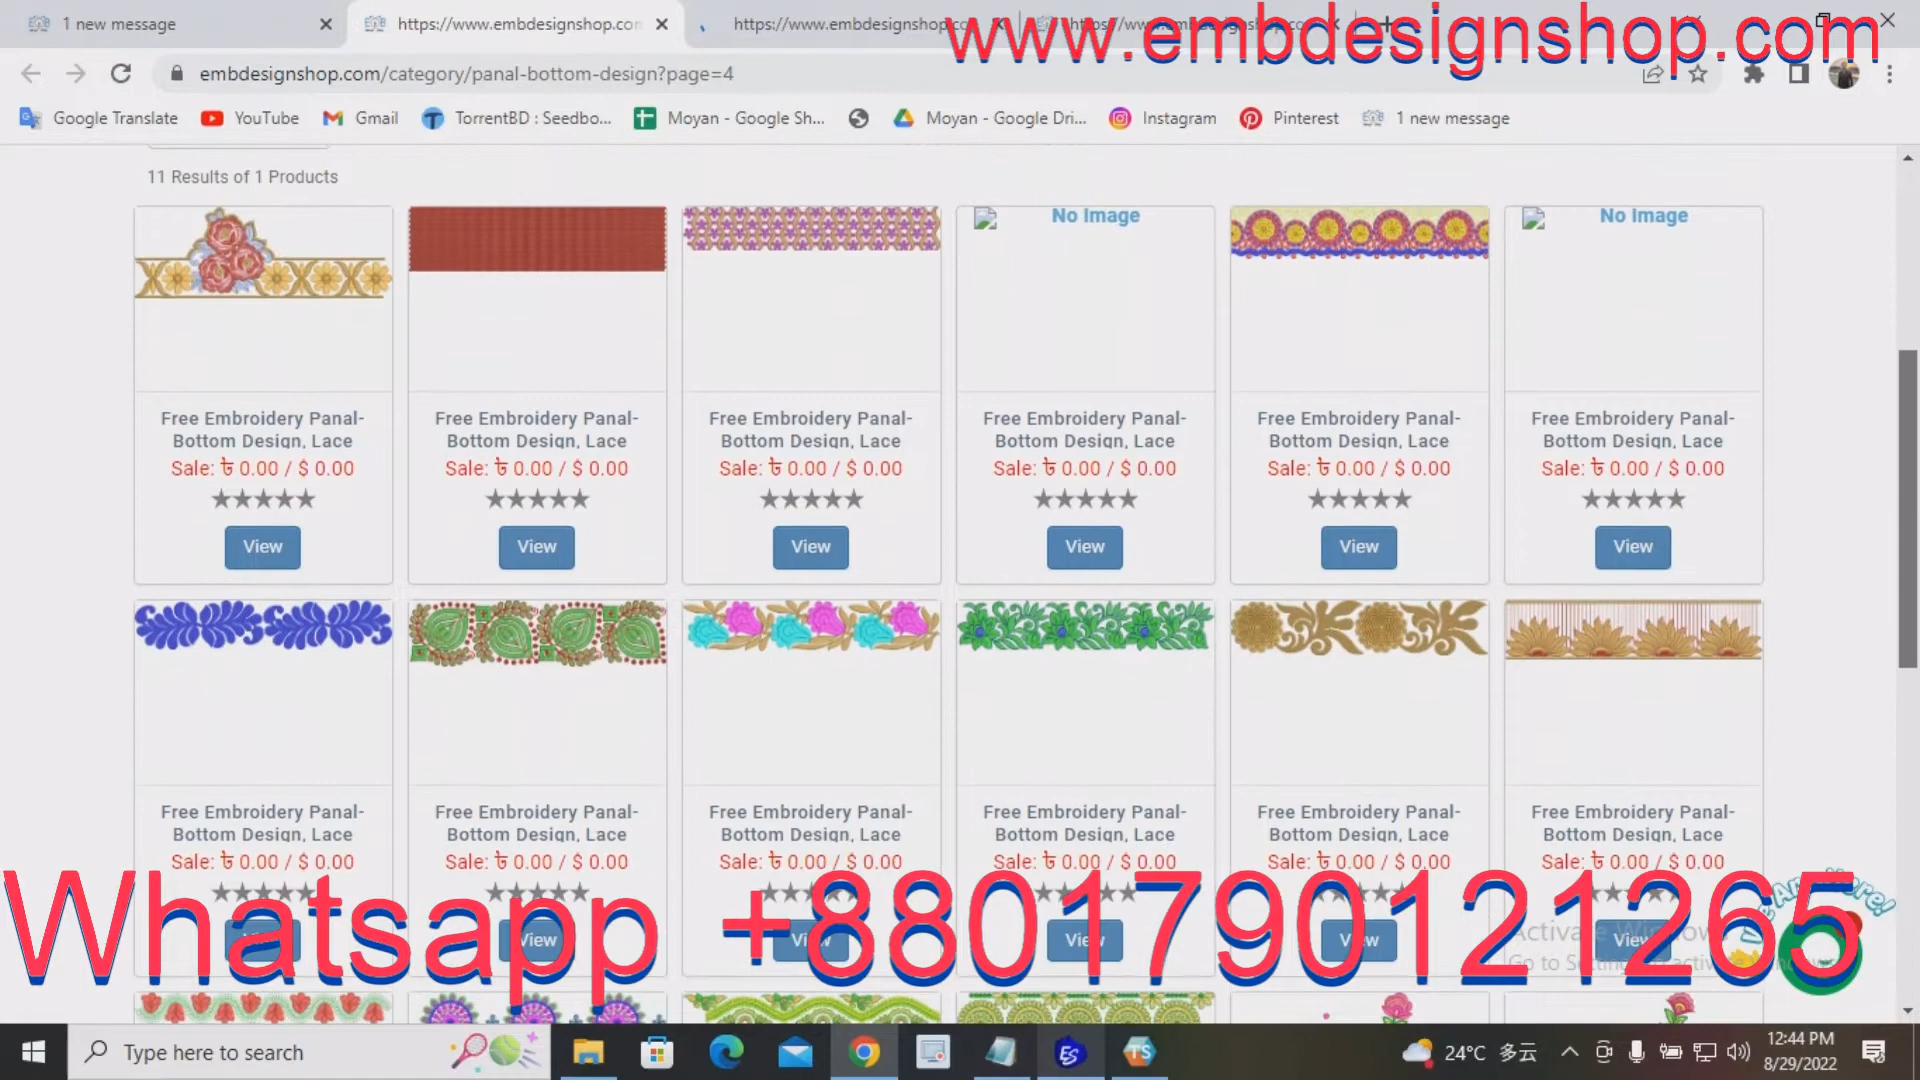 1 new message
https://www.embdesignshop.con
https://www.embdesignshop
www.embdesignshop.com
embdesignshop.com/category/panal-bottom-design?page=4
Google Translate
YouTube
Gmail
TorrentBD : Seedbo...
Moyan - Google Sh...
Moyan - Google Dri...
Instagram
Pinterest
1 new message
11 Results of 1 Products
No Image
No Image
Free Embroidery Panal-
Bottom Design, Lace
Sale: ৳ 0.00 / $ 0.00
View
Free Embroidery Panal-
Bottom Design, Lace
Sale: ৳ 0.00 / $ 0.00
View
Free Embroidery Panal-
Bottom Design, Lace
Sale: ৳ 0.00 / $ 0.00
View
Free Embroidery Panal-
Bottom Design, Lace
Sale: ৳ 0.00 / $ 0.00
View
Free Embroidery Panal-
Bottom Design, Lace
Sale: ৳ 0.00 / $ 0.00
View
Free Embroidery Panal-
Bottom Design, Lace
Sale: ৳ 0.00 / $ 0.00
View
Free Embroidery Panal-
Bottom Design, Lace
Sale: ৳ 0.00 / $ 0.00
Free Embroidery Panal-
Bottom Design, Lace
Sale: ৳ 0.00 / $ 0.00
View
Free Embroidery Panal-
Bottom Design, Lace
Sale: ৳ 0.00 / $ 0.00
View
Free Embroidery Panal-
Bottom Design, Lace
Sale: ৳ 0.00 / $ 0.00
View
Free Embroidery Panal-
Bottom Design, Lace
Sale: ৳ 0.00 / $ 0.00
View
Free Embroidery Panal-
Bottom Design, Lace
Sale: ৳ 0.00 / $ 0.00
View
Whatsapp +8801790121265
Activate Windows
Type here to search
ES
TS
24°C 多云
12:44 PM
8/29/2022